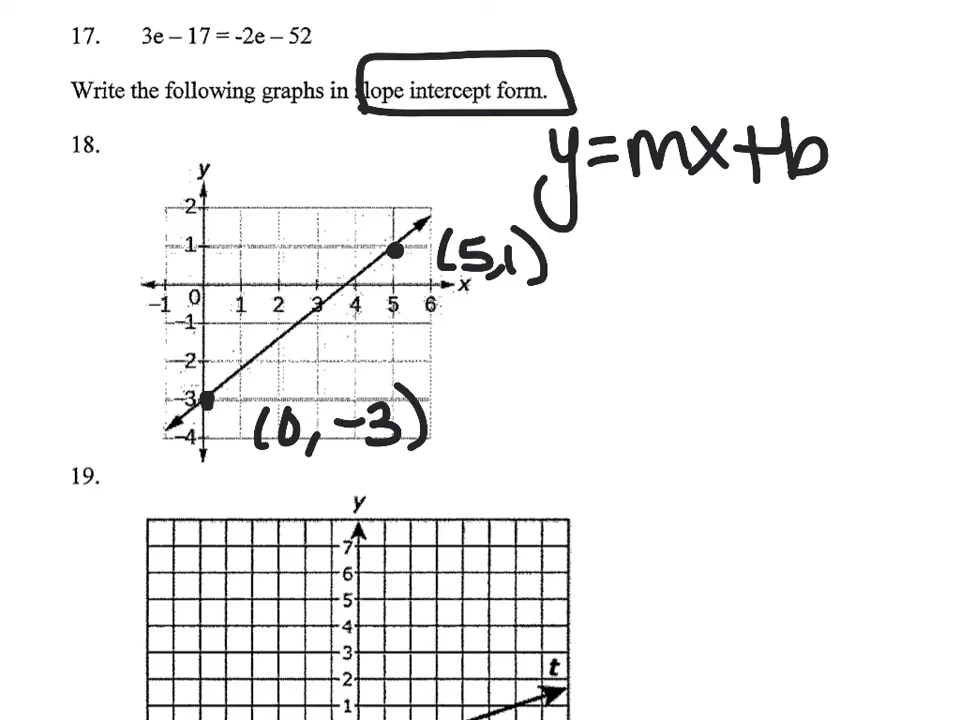 17. 3e – 17 = -2e – 52
Write the following graphs in slope intercept form.
18.
y=mx+b
y
2
1
(5,1)
x
-1 0 1 2 3 4 5 6
-1
-2
-3
(0, -3)
-4
19.
y
7
6
5
4
3
t
2
1